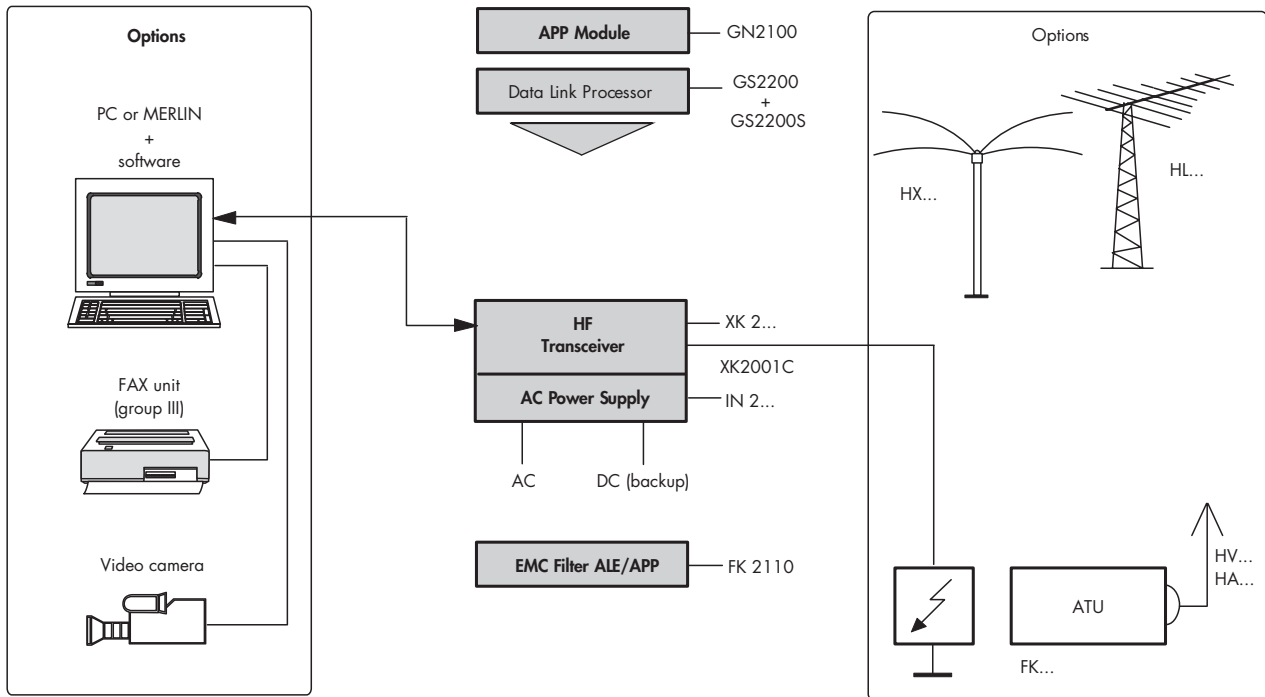 Options
PC or MERLIN
+
software
FAX unit
(group III)
Video camera
APP Module
GN2100
Data Link Processor
GS2200
+
GS2200S
HF
Transceiver
XK 2...
XK2001C
AC Power Supply
IN 2...
AC
DC (backup)
EMC Filter ALE/APP
FK 2110
Options
HX...
HL...
HV...
HA...
ATU
FK...